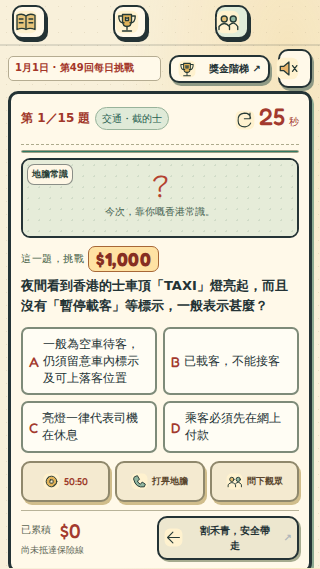 1月1日 · 第49回每日挑戰
獎金階梯 ↗
第 1／15 題
交通 · 截的士
25 秒
地膽常識
?
今次，靠你嘅香港常識。
這一題，挑戰 $1,000
夜間看到香港的士車頂「TAXI」燈亮起，而且
沒有「暫停載客」等標示，一般表示甚麼？
A 一般為空車待客，
仍須留意車內標示
及可上落客位置
B 已載客，不能接客
C 亮燈一律代表司機
在休息
D 乘客必須先在網上
付款
50:50
打畀地膽
問下觀眾
已累積 $0
尚未抵達保險線
割禾青，安全帶
走 ↗